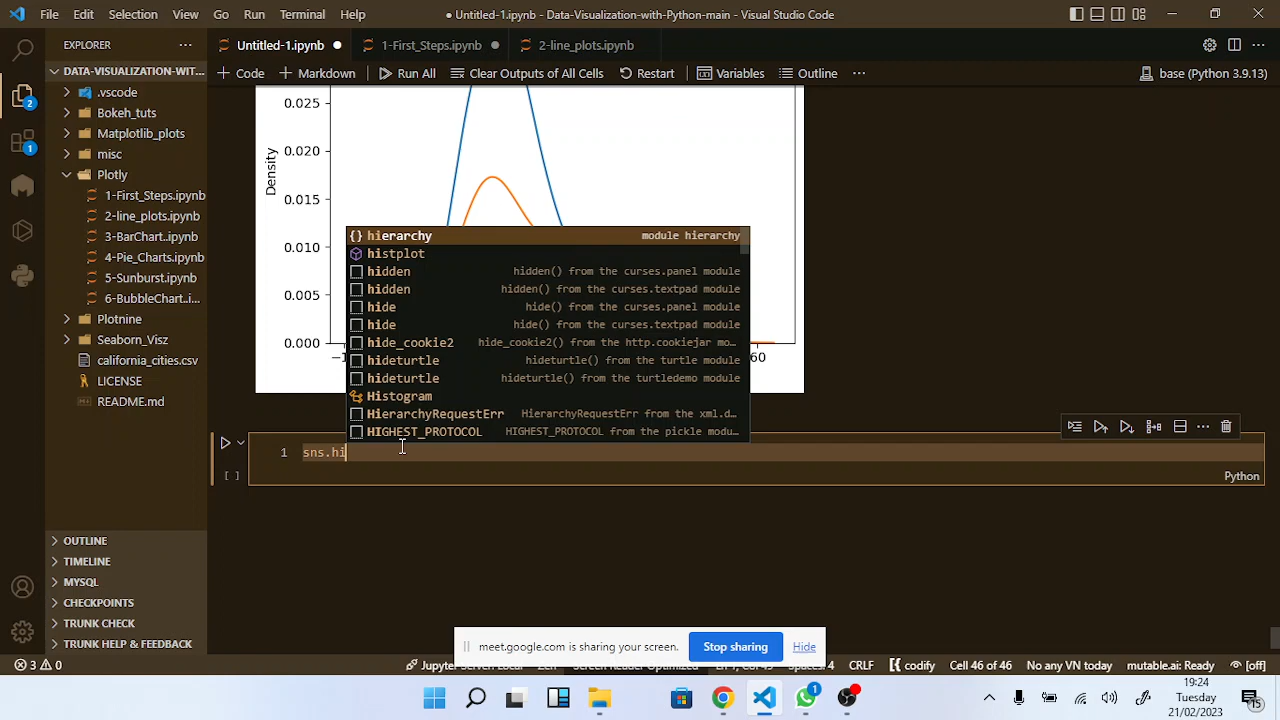 File Edit Selection View Go Run Terminal Help
● Untitled-1.ipynb - Data-Visualization-with-Python-main - Visual Studio Code
EXPLORER
Untitled-1.ipynb
1-First_Steps.ipynb
2-line_plots.ipynb
DATA-VISUALIZATION-WIT...
+ Code + Markdown Run All Clear Outputs of All Cells Restart Variables Outline ...
base (Python 3.9.13)
.vscode
Bokeh_tuts
Matplotlib_plots
misc
Plotly
1-First_Steps.ipynb
2-line_plots.ipynb
3-BarChart..ipynb
4-Pie_Charts.ipynb
5-Sunburst.ipynb
6-BubbleChart..i...
Plotnine
Seaborn_Visz
california_cities.csv
LICENSE
README.md
OUTLINE
TIMELINE
MYSQL
CHECKPOINTS
TRUNK CHECK
TRUNK HELP & FEEDBACK
2
1
Density
0.025
0.020
0.015
0.010
0.005
0.000
60
hierarchy module hierarchy
histplot
hidden hidden() from the curses.panel module
hidden hidden() from the curses.textpad module
hide hide() from the curses.panel module
hide hide() from the curses.textpad module
hide_cookie2 hide_cookie2() from the http.cookiejar mo...
hideturtle hideturtle() from the turtle module
hideturtle hideturtle() from the turtledemo module
Histogram
HierarchyRequestErr HierarchyRequestErr from the xml.d...
HIGHEST_PROTOCOL HIGHEST_PROTOCOL from the pickle modu...
1 sns.hi
[ ]
Python
meet.google.com is sharing your screen. Stop sharing Hide
3 0
Jupyter Server: Local
CRLF codify Cell 46 of 46 No any VN today mutable.ai: Ready [off]
1
19:24
Tuesday
21/02/2023
15